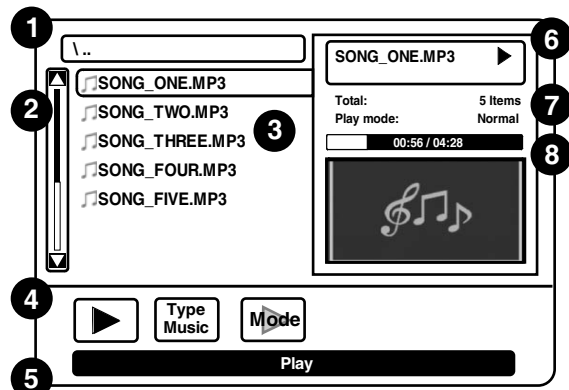 1
\ ..
2
SONG_ONE.MP3
SONG_TWO.MP3
SONG_THREE.MP3
SONG_FOUR.MP3
SONG_FIVE.MP3
3
6
SONG_ONE.MP3
7
Total: 5 Items
Play mode: Normal
8
00:56 / 04:28
4
Type
Music
Mode
5
Play